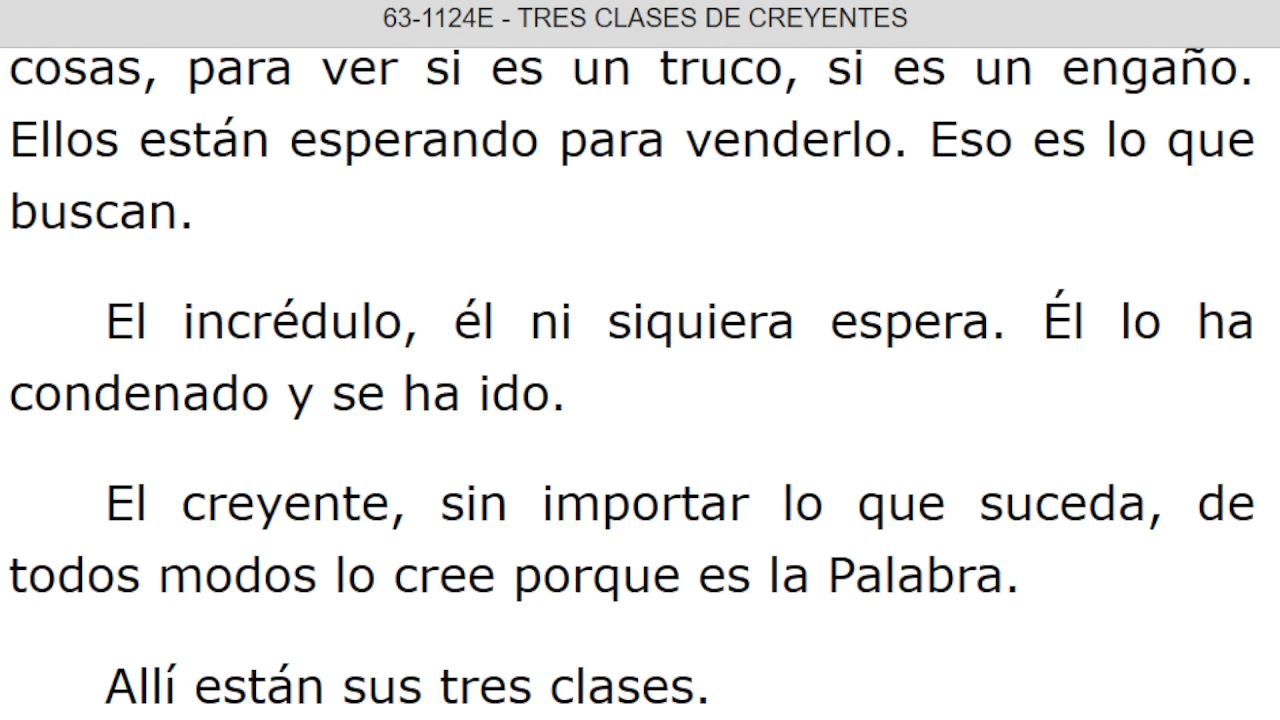 63-1124E - TRES CLASES DE CREYENTES
cosas, para ver si es un truco, si es un engaño.
Ellos están esperando para venderlo. Eso es lo que
buscan.
El incrédulo, él ni siquiera espera. Él lo ha
condenado y se ha ido.
El creyente, sin importar lo que suceda, de
todos modos lo cree porque es la Palabra.
Allí están sus tres clases.